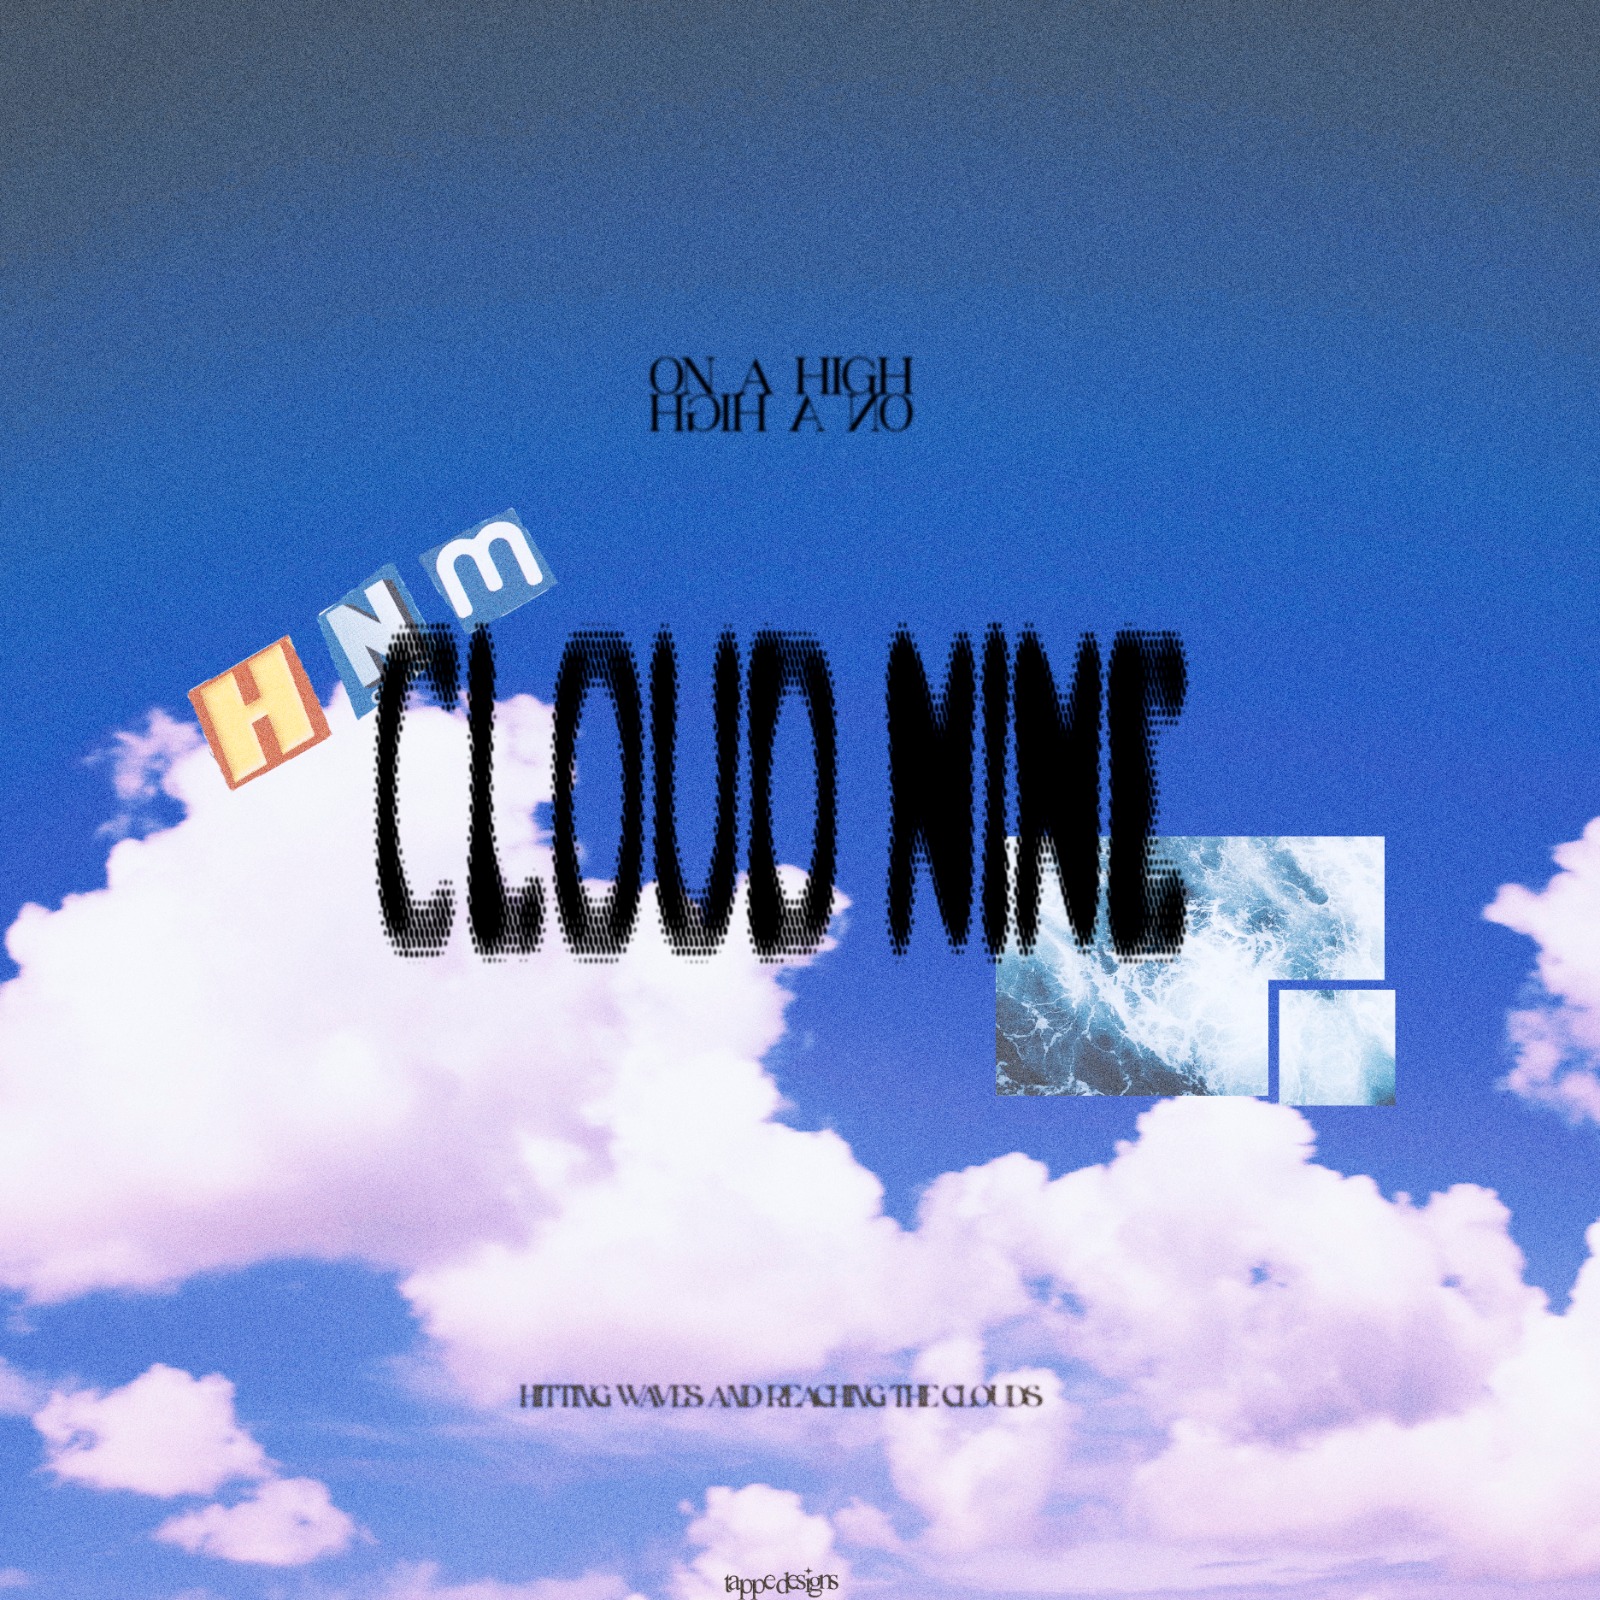 ON A HIGH
ON A HIGH
HNM
CLOUD NINE
HITTING WAVES AND REACHING THE CLOUDS
tappedesigns